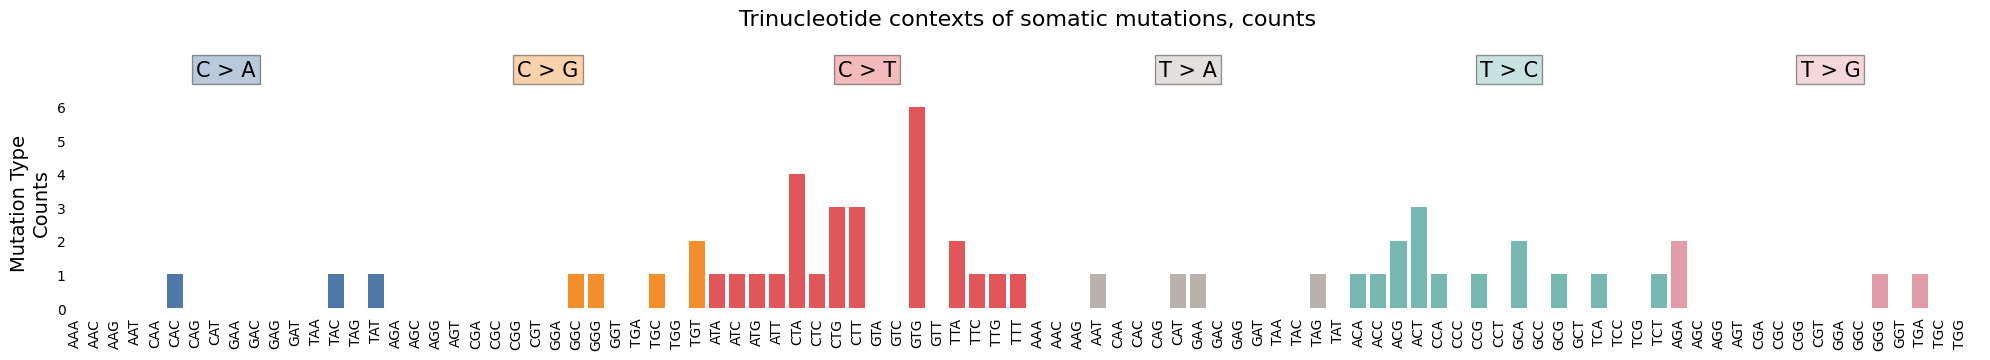 Trinucleotide contexts of somatic mutations, counts
C > A C > G C > T T > A T > C T > G
Mutation Type
Counts
6
5
4
3
2
1
0
AAA AAC AAG AAT CAA CAC CAG CAT GAA GAC GAG GAT TAA TAC TAG TAT AGA AGC AGG AGT CGA CGC CGG CGT GGA GGC GGG GGT TGA TGC TGG TGT ATA ATC ATG ATT CTA CTC CTG CTT GTA GTC GTG GTT TTA TTC TTG TTT AAA AAC AAG AAT CAA CAC CAG CAT GAA GAC GAG GAT TAA TAC TAG TAT ACA ACC ACG ACT CCA CCC CCG CCT GCA GCC GCG GCT TCA TCC TCG TCT AGA AGC AGG AGT CGA CGC CGG CGT GGA GGC GGG GGT TGA TGC TGG